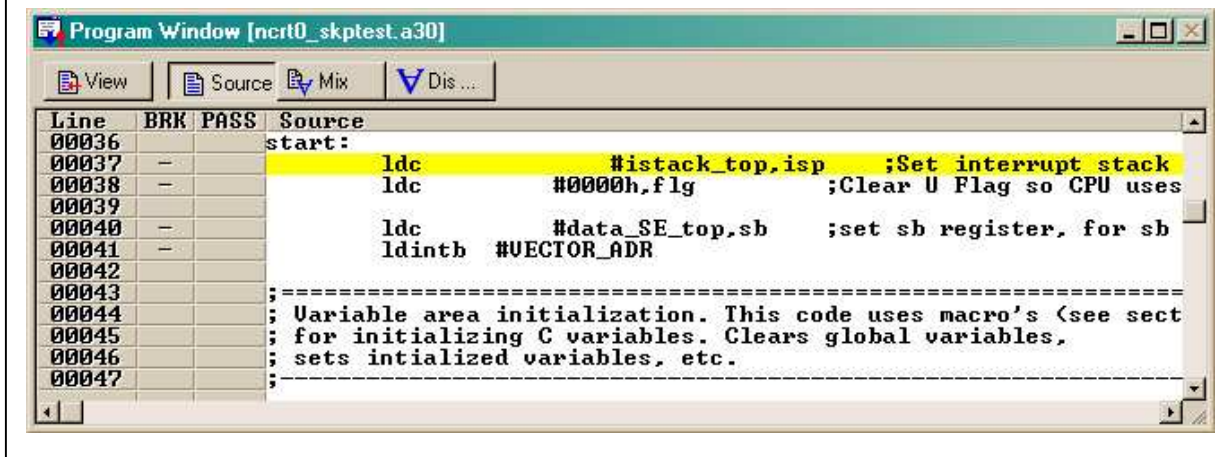 Program Window [ncrt0_skptest.a30]
View Source Mix Dis ...
Line BRK PASS Source
00036 start:
00037 - ldc #istack_top,isp ;Set interrupt stack
00038 - ldc #0000h,flg ;Clear U Flag so CPU uses
00039
00040 - ldc #data_SE_top,sb ;set sb register, for sb
00041 - ldintb #VECTOR_ADR
00042
00043 ;====================================================================
00044 ; Variable area initialization. This code uses macro's (see sect
00045 ; for initializing C variables. Clears global variables,
00046 ; sets intialized variables, etc.
00047 ;--------------------------------------------------------------------